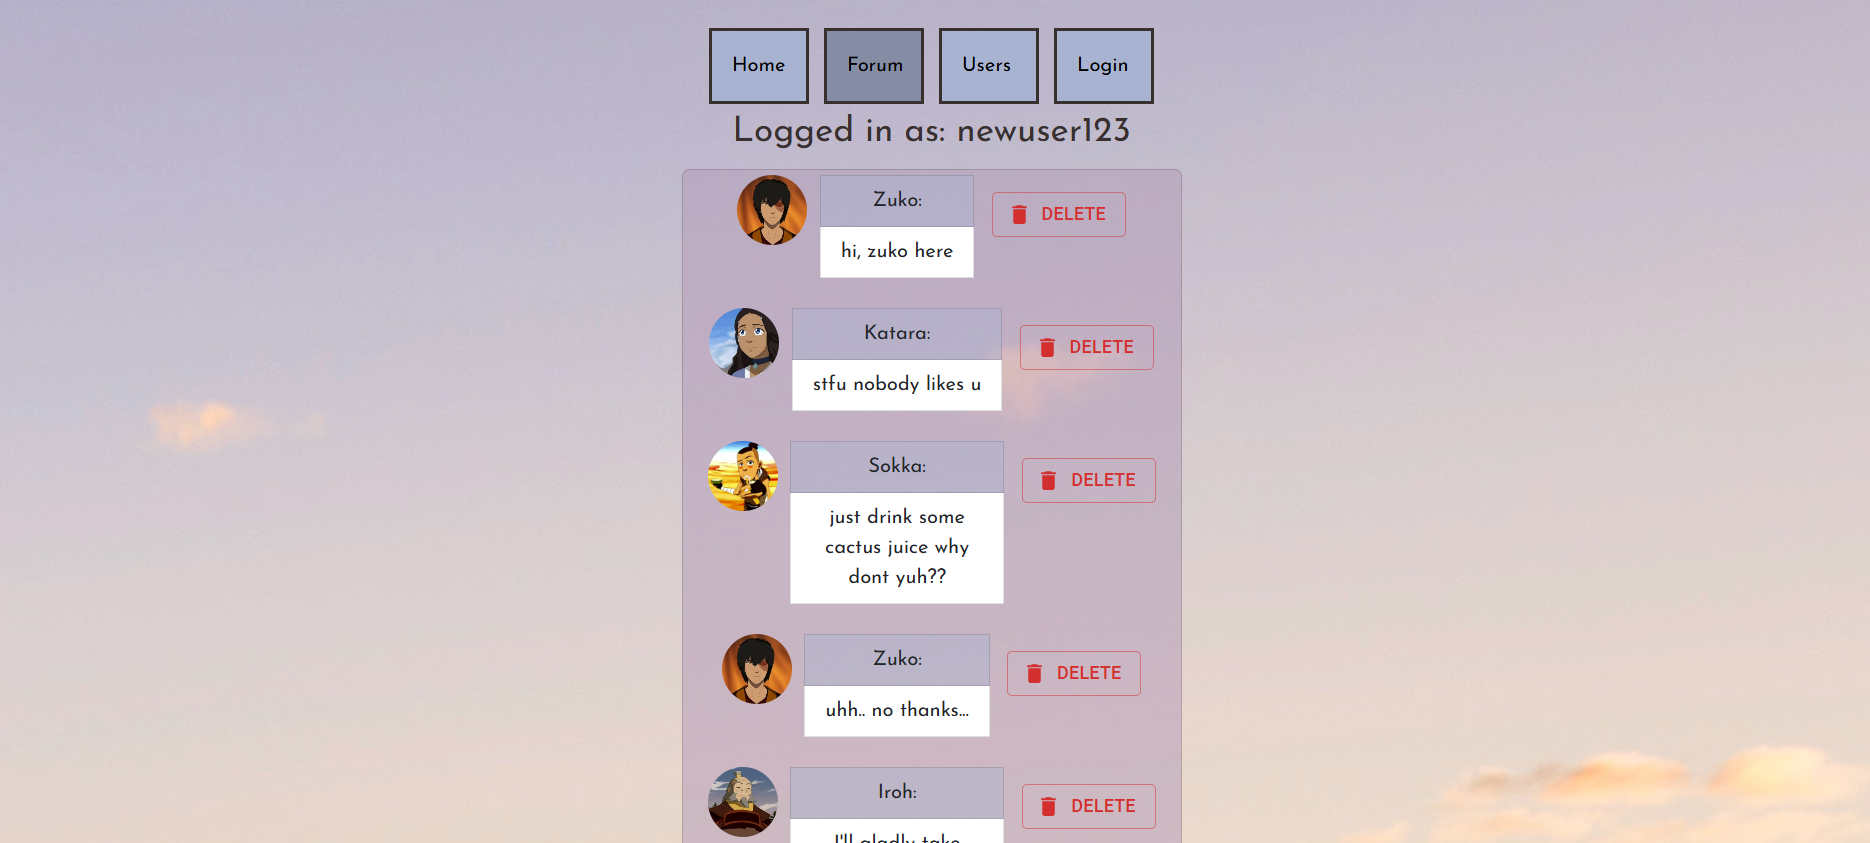 Home Forum Users Login
Logged in as: newuser123
Zuko:
DELETE
hi, zuko here
Katara:
DELETE
stfu nobody likes u
Sokka:
DELETE
just drink some
cactus juice why
dont yuh??
Zuko:
DELETE
uhh.. no thanks...
Iroh:
DELETE
I'll gladly take